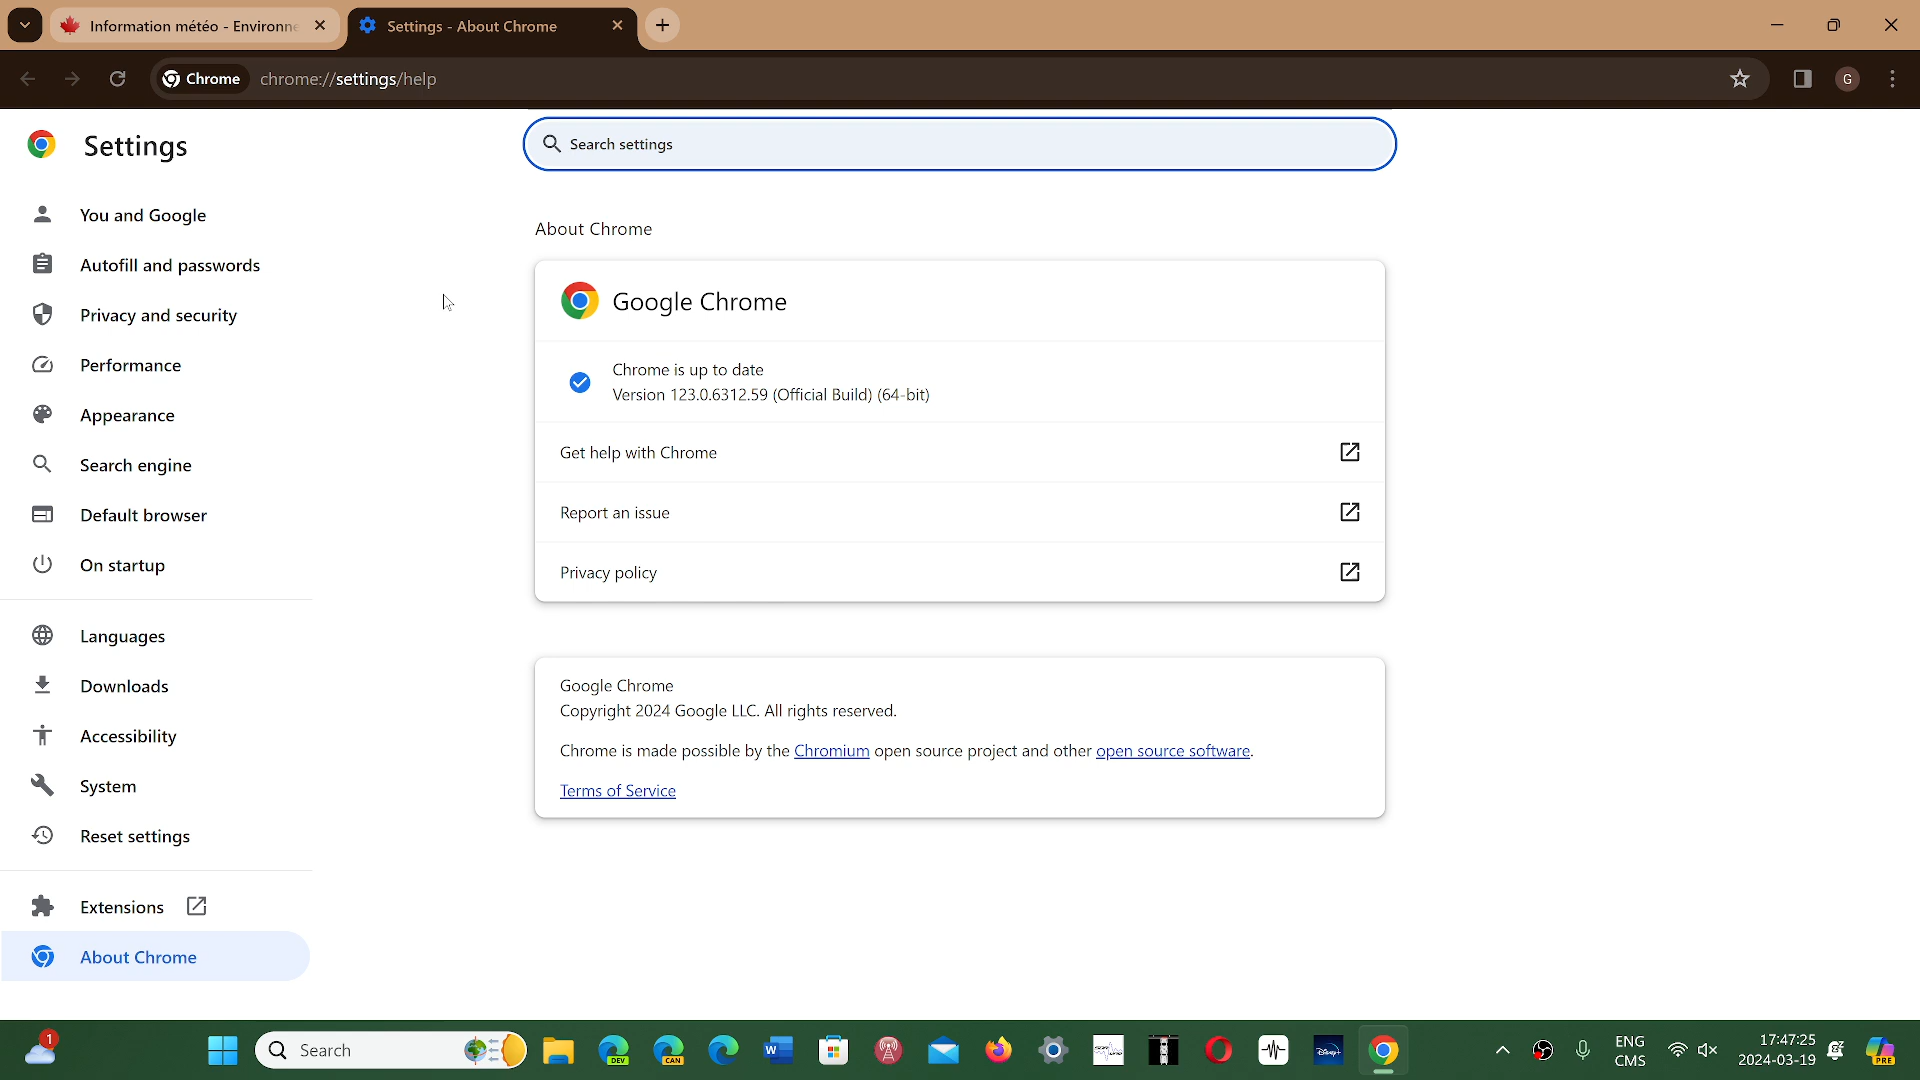 Information météo - Environne
Settings - About Chrome
Chrome
chrome://settings/help
G
Settings
Search settings
You and Google
Autofill and passwords
Privacy and security
Performance
Appearance
Search engine
Default browser
On startup
Languages
Downloads
Accessibility
System
Reset settings
Extensions
About Chrome
About Chrome
Google Chrome
Chrome is up to date
Version 123.0.6312.59 (Official Build) (64-bit)
Get help with Chrome
Report an issue
Privacy policy
Google Chrome
Copyright 2024 Google LLC. All rights reserved.
Chrome is made possible by the Chromium open source project and other open source software.
Terms of Service
1
Search
DEV
CAN
W
Disney+
ENG
CMS
17:47:25
2024-03-19
PRE